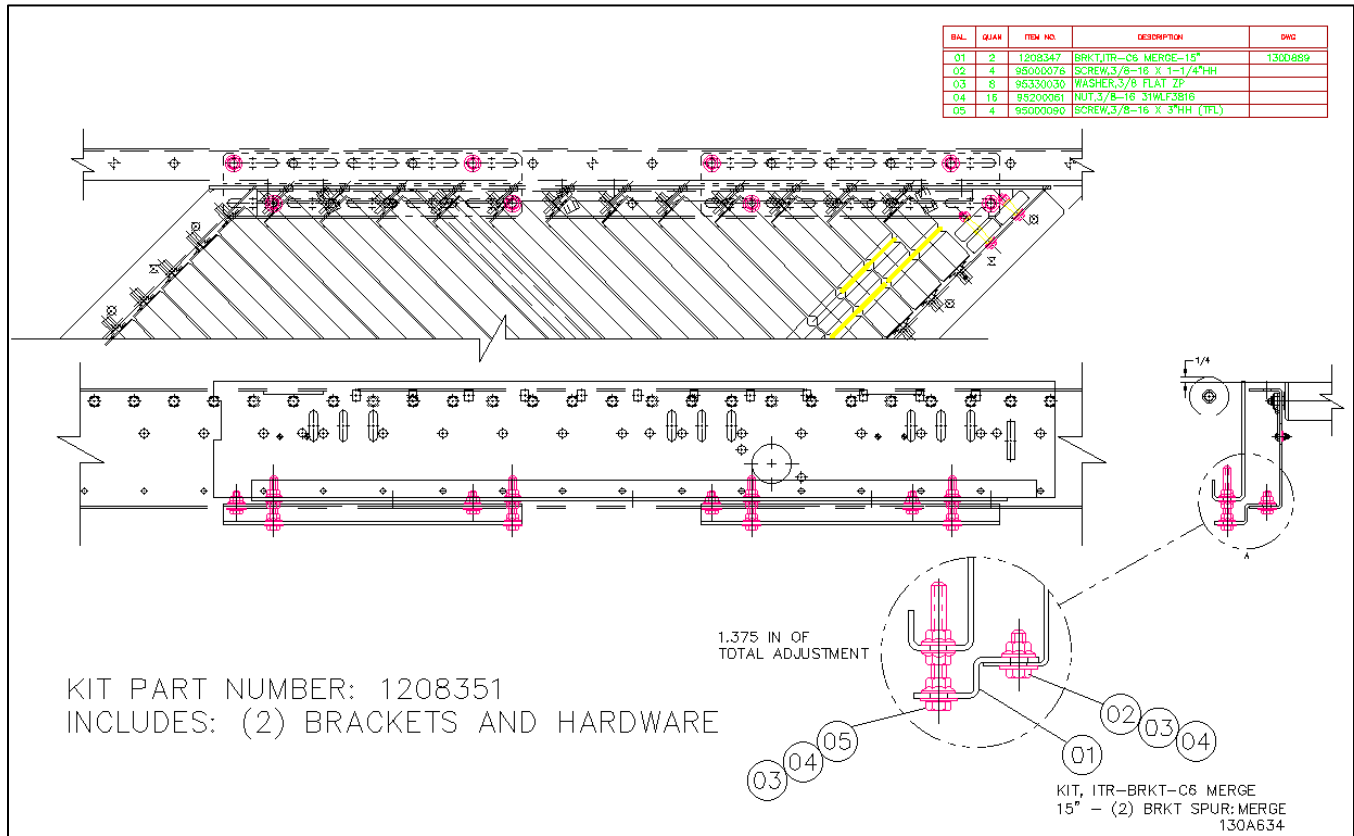 BAL. QUAN ITEM NO. DESCRIPTION DWG
01 2 1208347 BRKT,ITR-C6 MERGE-15" 1300889
02 4 95000076 SCREW,3/8-16 X 1-1/4"HH
03 8 95330030 WASHER,3/8 FLAT ZP
04 16 95200061 NUT,3/8-16 31WLF3816
05 4 95000090 SCREW,3/8-16 X 3"HH (TFL)
1/4
A
1.375 IN OF
TOTAL ADJUSTMENT
KIT PART NUMBER: 1208351
INCLUDES: (2) BRACKETS AND HARDWARE
03 04 05
01
02 03 04
KIT, ITR-BRKT-C6 MERGE
15" - (2) BRKT SPUR:MERGE
130A634